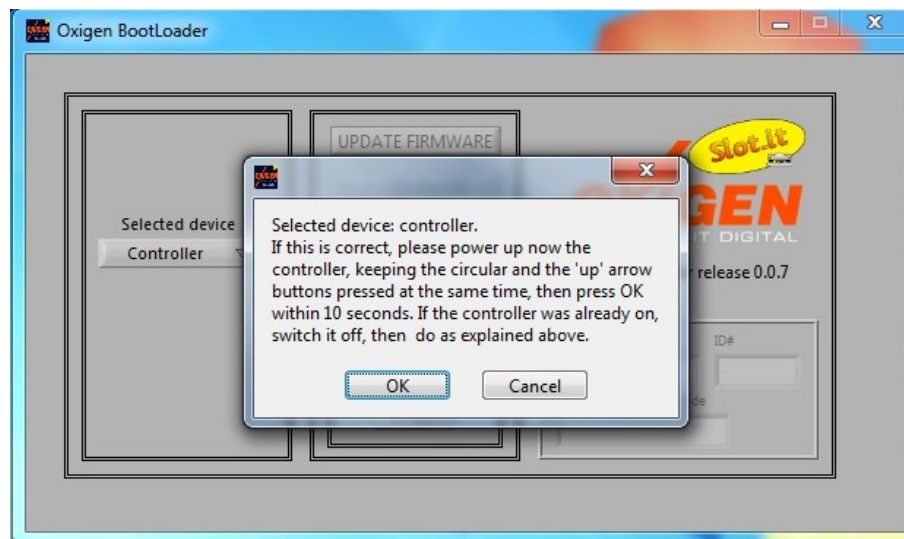 Oxigen BootLoader
UPDATE FIRMWARE
Slot.it
GEN
IT DIGITAL
Selected device
Controller
release 0.0.7
ID#
Selected device: controller.
If this is correct, please power up now the
controller, keeping the circular and the 'up' arrow
buttons pressed at the same time, then press OK
within 10 seconds. If the controller was already on,
switch it off, then  do as explained above.
OK
Cancel